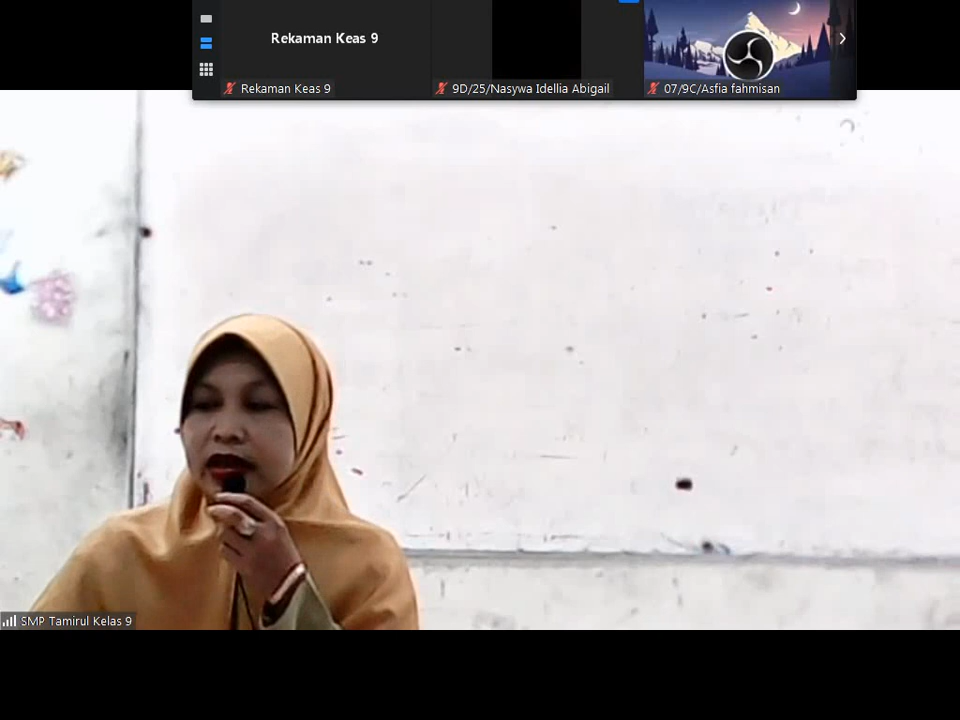 Rekaman Keas 9
Rekaman Keas 9
9D/25/Nasywa Idellia Abigail
07/9C/Asfia fahmisan
SMP Tamirul Kelas 9